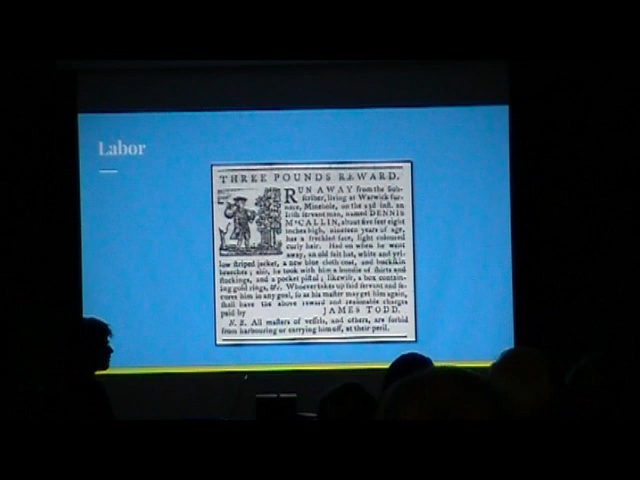 Labor
THREE POUNDS REWARD.
RUN AWAY from the Sub-
scriber, living at Warwick fur-
nace, Minehole, on the 23d inst. an
Irish servant man, named DENNIS
McCALLIN, about five feet eight
inches high, nineteen years of age,
has a freckled face, light coloured
curly hair. Had on when he went
away, an old felt hat, white and yel-
low striped jacket, a new blue cloth coat, and buckskin
breeches; also, he took with him a bundle of shirts and
stockings, and a pocket pistol; likewise, a box contain-
ing gold rings, &c. Whoever takes up said servant and se-
cures him in any goal, so as his master may get him again,
shall have the above reward and reasonable charges
paid by JAMES TODD.
N. B. All masters of vessels, and others, are forbid
from harbouring or carrying him off, at their peril.